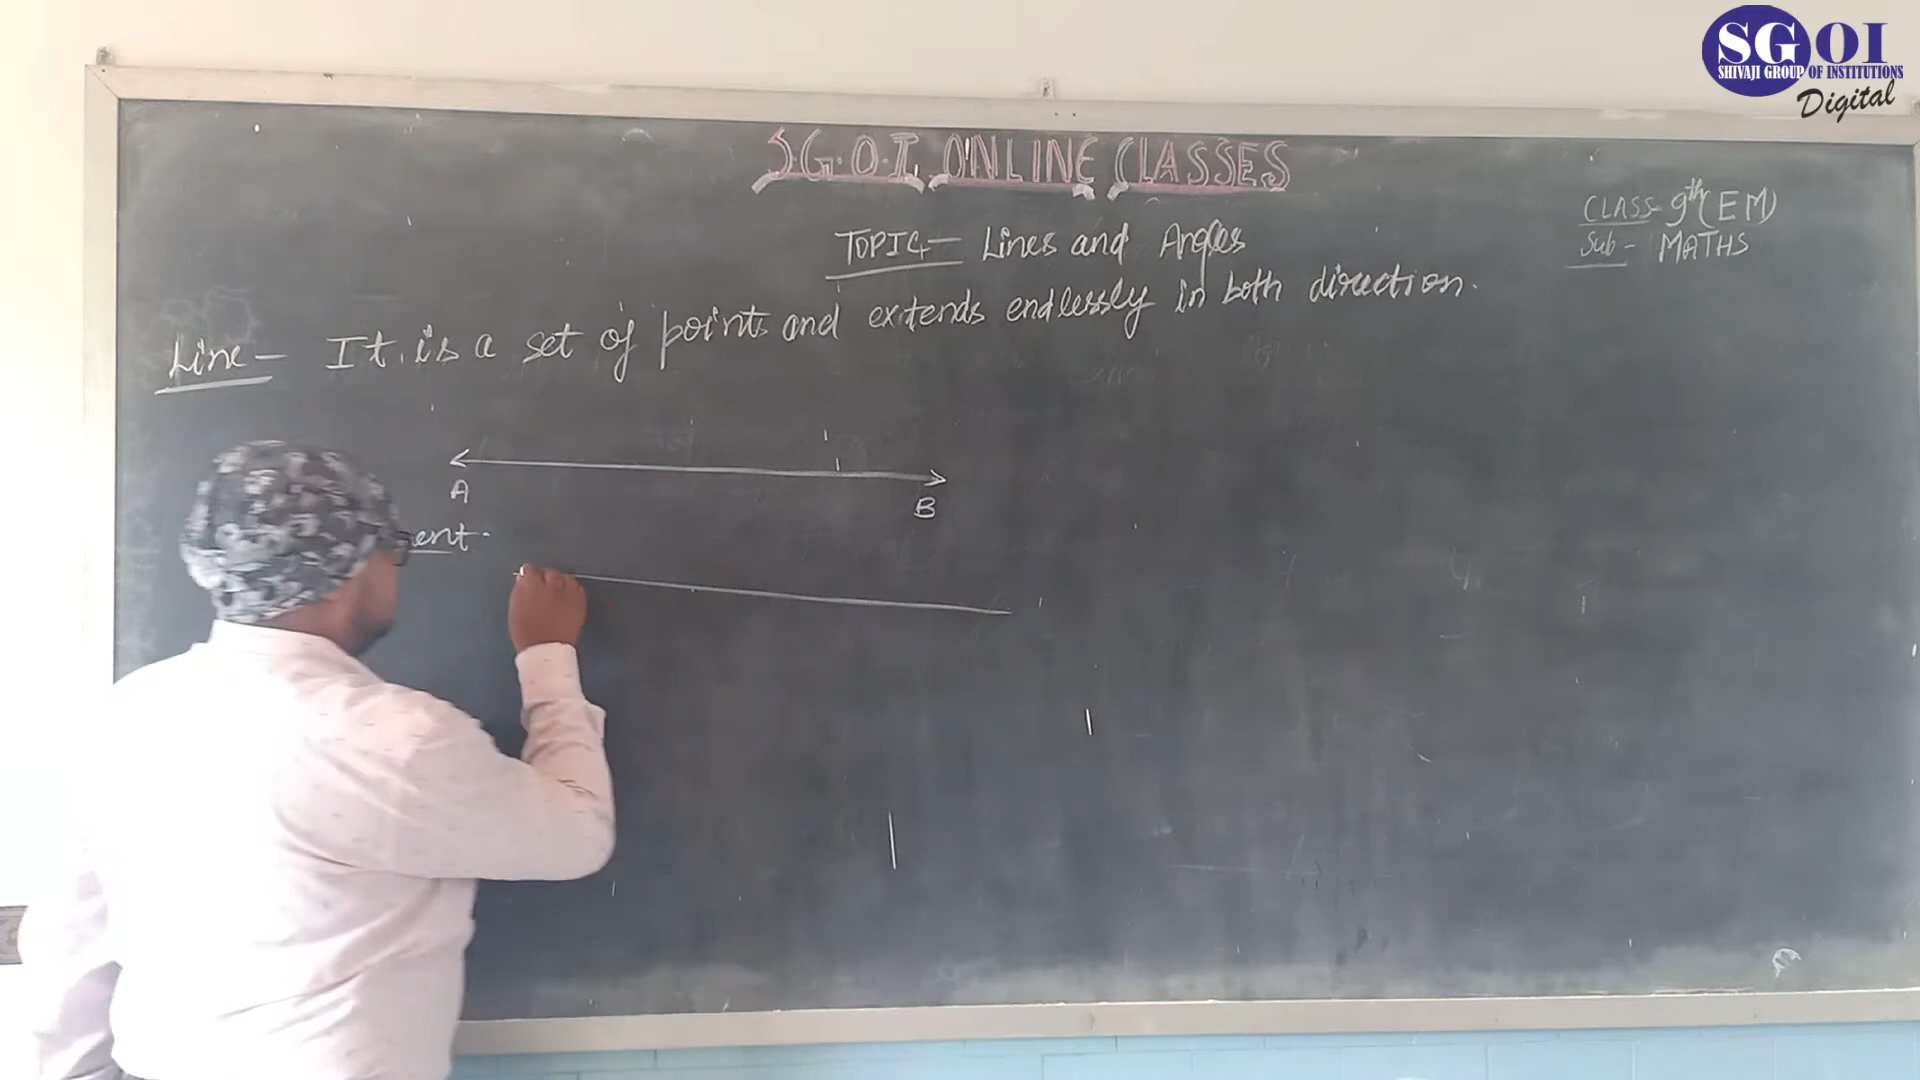 SGOI
SHIVAJI GROUP OF INSTITUTIONS
Digital
S.G.O.I. ONLINE CLASSES
CLASS- 9th (EM)
Sub- MATHS
TOPIC- Lines and Angles
Line- It is a set of points and extends endlessly in both direction.
A B
ment-